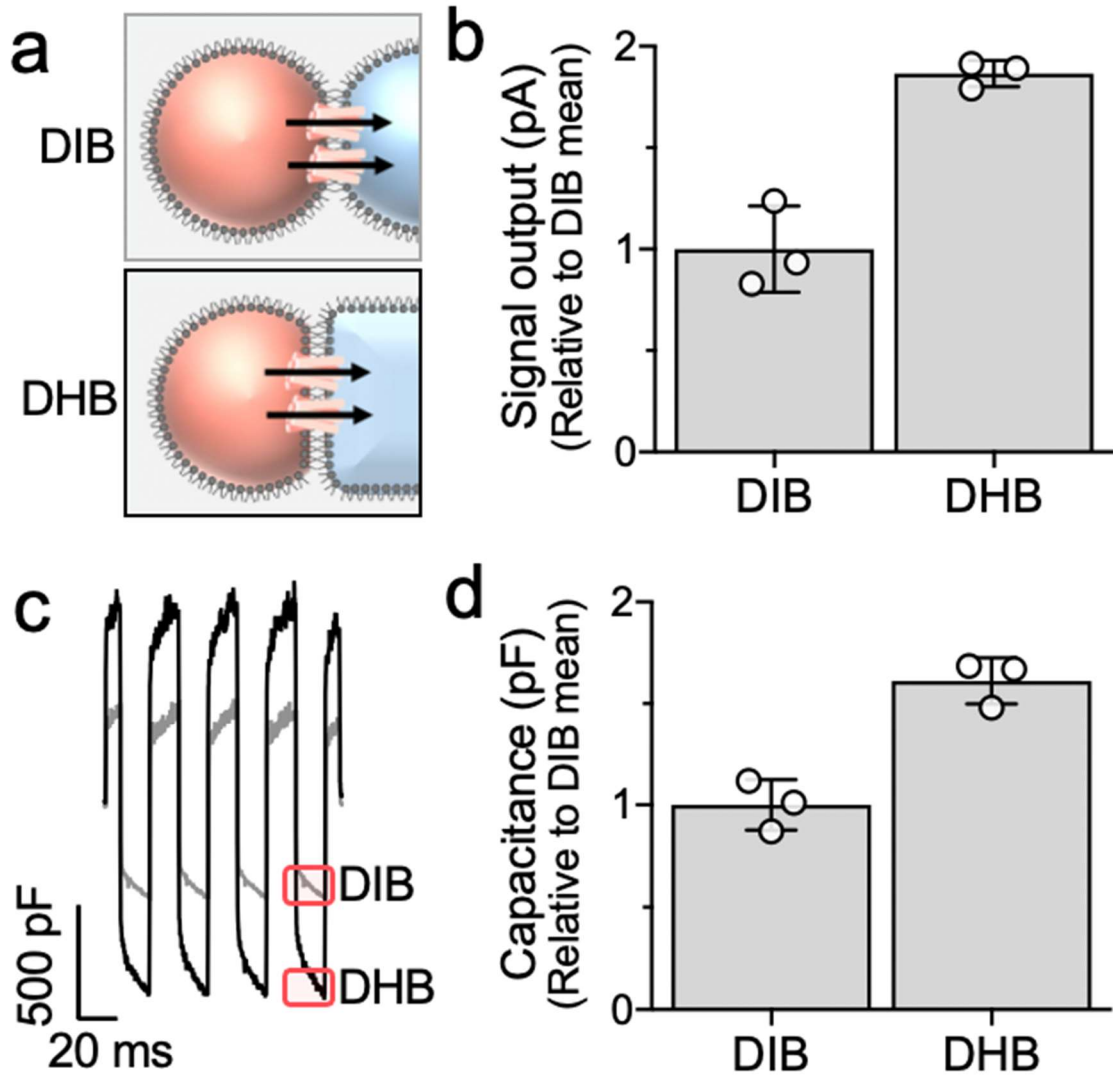 a
DIB
DHB
b
Signal output (pA)
(Relative to DIB mean)
2
1
0
DIB
DHB
c
DIB
DHB
500 pF
20 ms
d
Capacitance (pF)
(Relative to DIB mean)
2
1
0
DIB
DHB